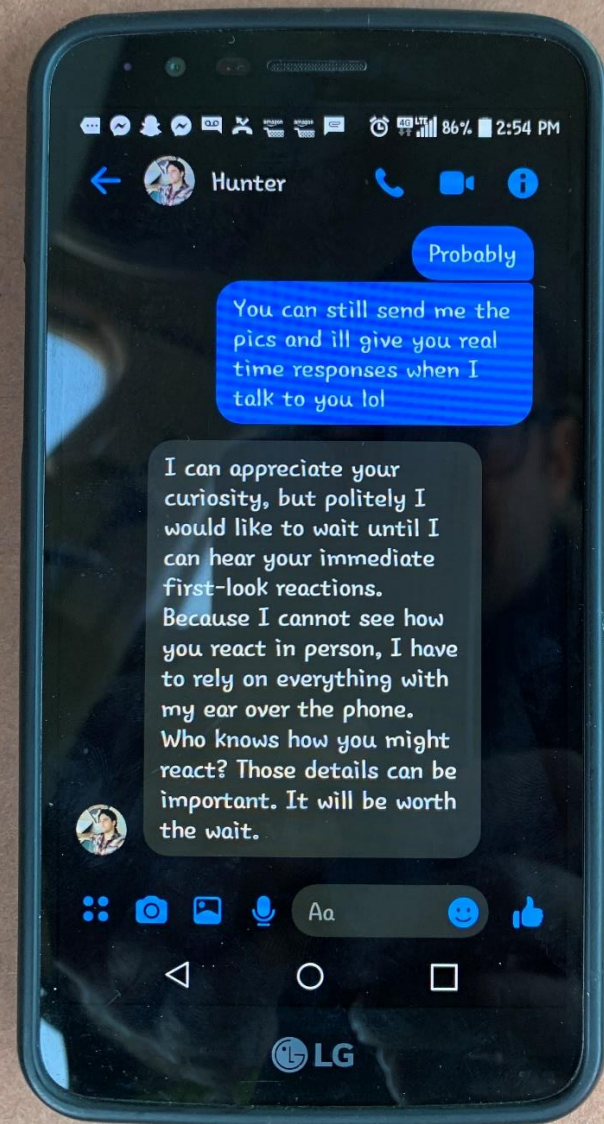 86% 2:54 PM
Hunter
Probably
You can still send me the
pics and ill give you real
time responses when I
talk to you lol
I can appreciate your
curiosity, but politely I
would like to wait until I
can hear your immediate
first-look reactions.
Because I cannot see how
you react in person, I have
to rely on everything with
my ear over the phone.
Who knows how you might
react? Those details can be
important. It will be worth
the wait.
Aa
LG